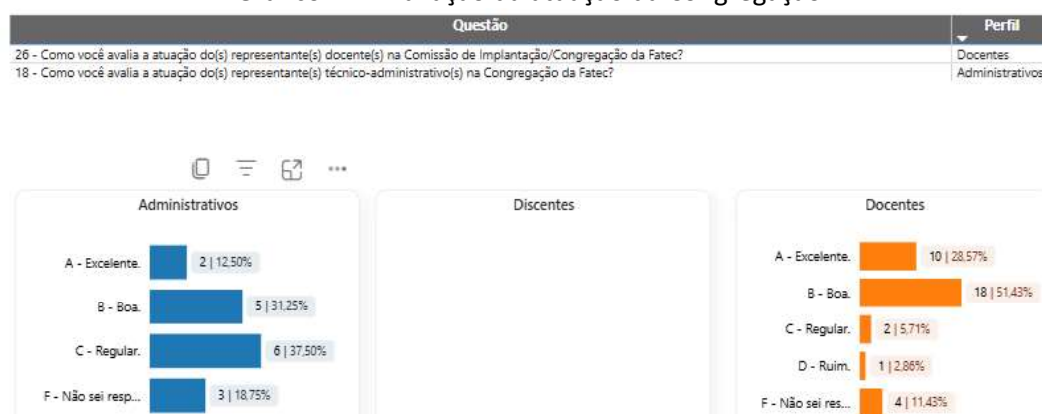 Questão Perfil
26 - Como você avalia a atuação do(s) representante(s) docente(s) na Comissão de Implantação/Congregação da Fatec? Docentes
18 - Como você avalia a atuação do(s) representante(s) técnico-administrativo(s) na Congregação da Fatec? Administrativos
Administrativos
A - Excelente. 2 | 12,50%
B - Boa. 5 | 31,25%
C - Regular. 6 | 37,50%
F - Não sei resp... 3 | 18,75%
Discentes
Docentes
A - Excelente. 10 | 28,57%
B - Boa. 18 | 51,43%
C - Regular. 2 | 5,71%
D - Ruim. 1 | 2,86%
F - Não sei res... 4 | 11,43%